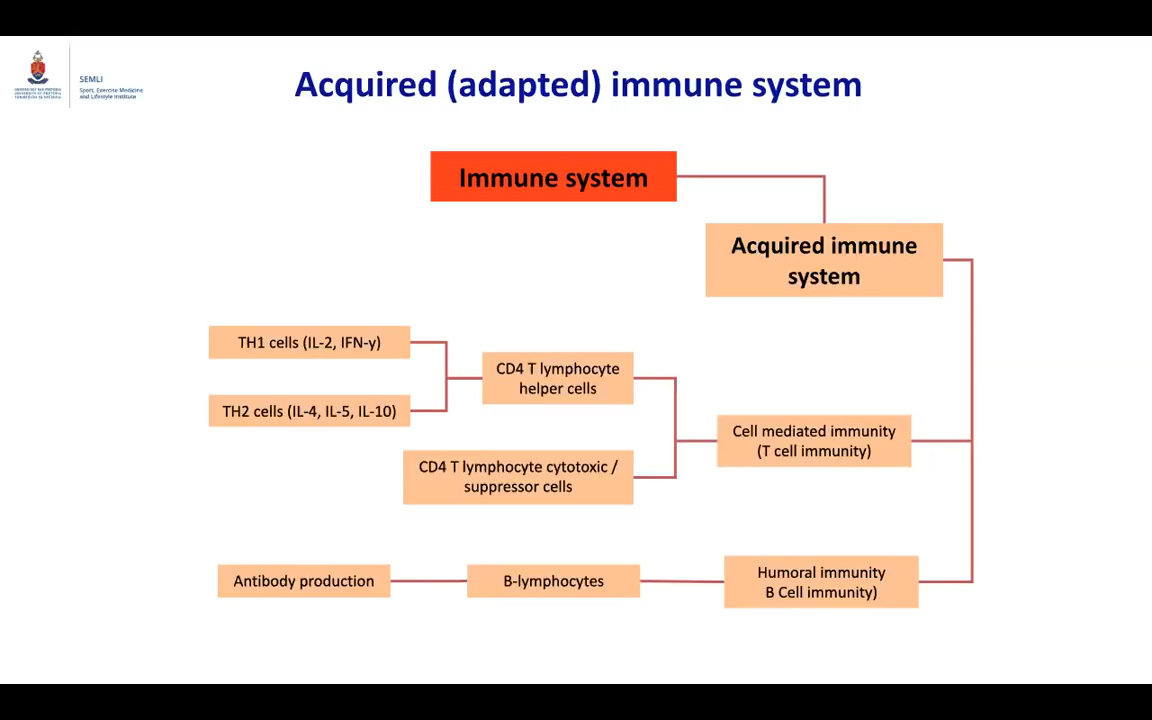 SEMLI
Sport, Exercise Medicine
and Lifestyle Institute
Acquired (adapted) immune system
Immune system
Acquired immune
system
TH1 cells (IL-2, IFN-y)
CD4 T lymphocyte
helper cells
TH2 cells (IL-4, IL-5, IL-10)
Cell mediated immunity
(T cell immunity)
CD4 T lymphocyte cytotoxic /
suppressor cells
Antibody production
B-lymphocytes
Humoral immunity
B Cell immunity)